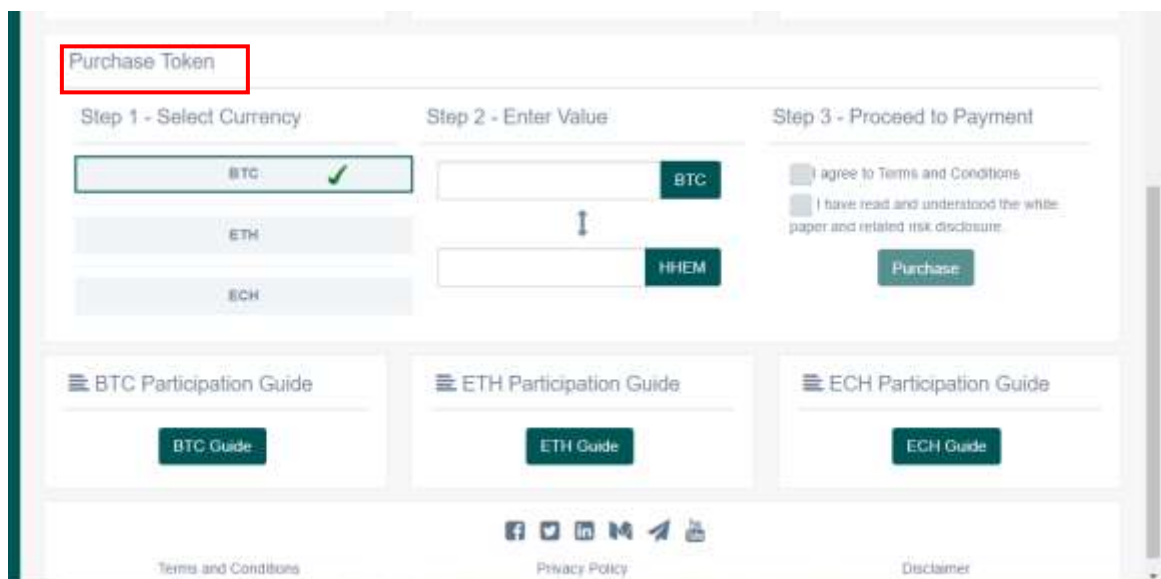 Purchase Token
Step 1 - Select Currency
BTC
ETH
ECH
Step 2 - Enter Value
BTC
HHEM
Step 3 - Proceed to Payment
I agree to Terms and Conditions
I have read and understood the white
paper and related risk disclosure.
Purchase
BTC Participation Guide
BTC Guide
ETH Participation Guide
ETH Guide
ECH Participation Guide
ECH Guide
You
Tube
Terms and Conditions
Privacy Policy
Disclaimer